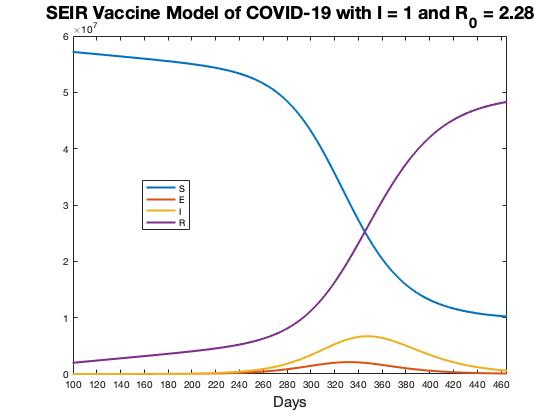 SEIR Vaccine Model of COVID-19 with I = 1 and R0 = 2.28
×10^7
6
5
4
3
2
1
0
S
E
I
R
100 120 140 160 180 200 220 240 260 280 300 320 340 360 380 400 420 440 460
Days